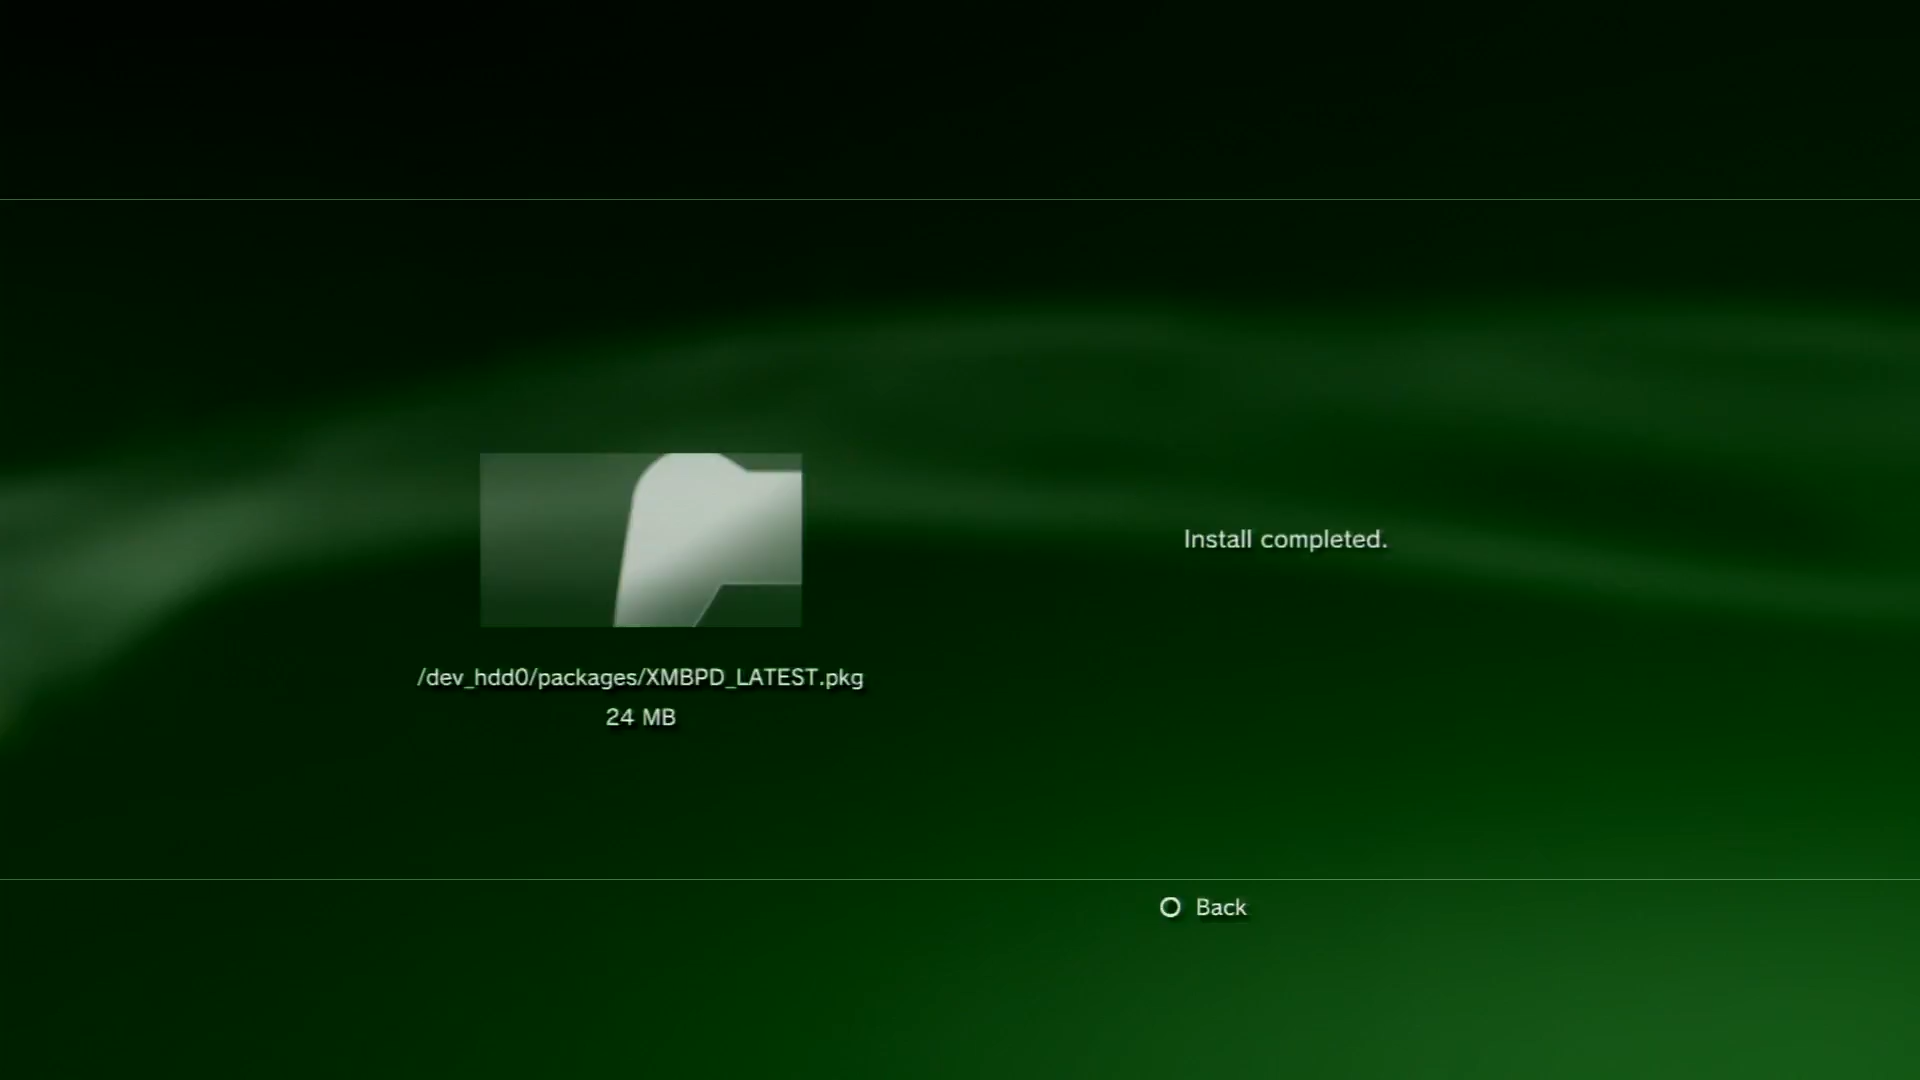 Install completed.
/dev_hdd0/packages/XMBPD_LATEST.pkg
24 MB
Back